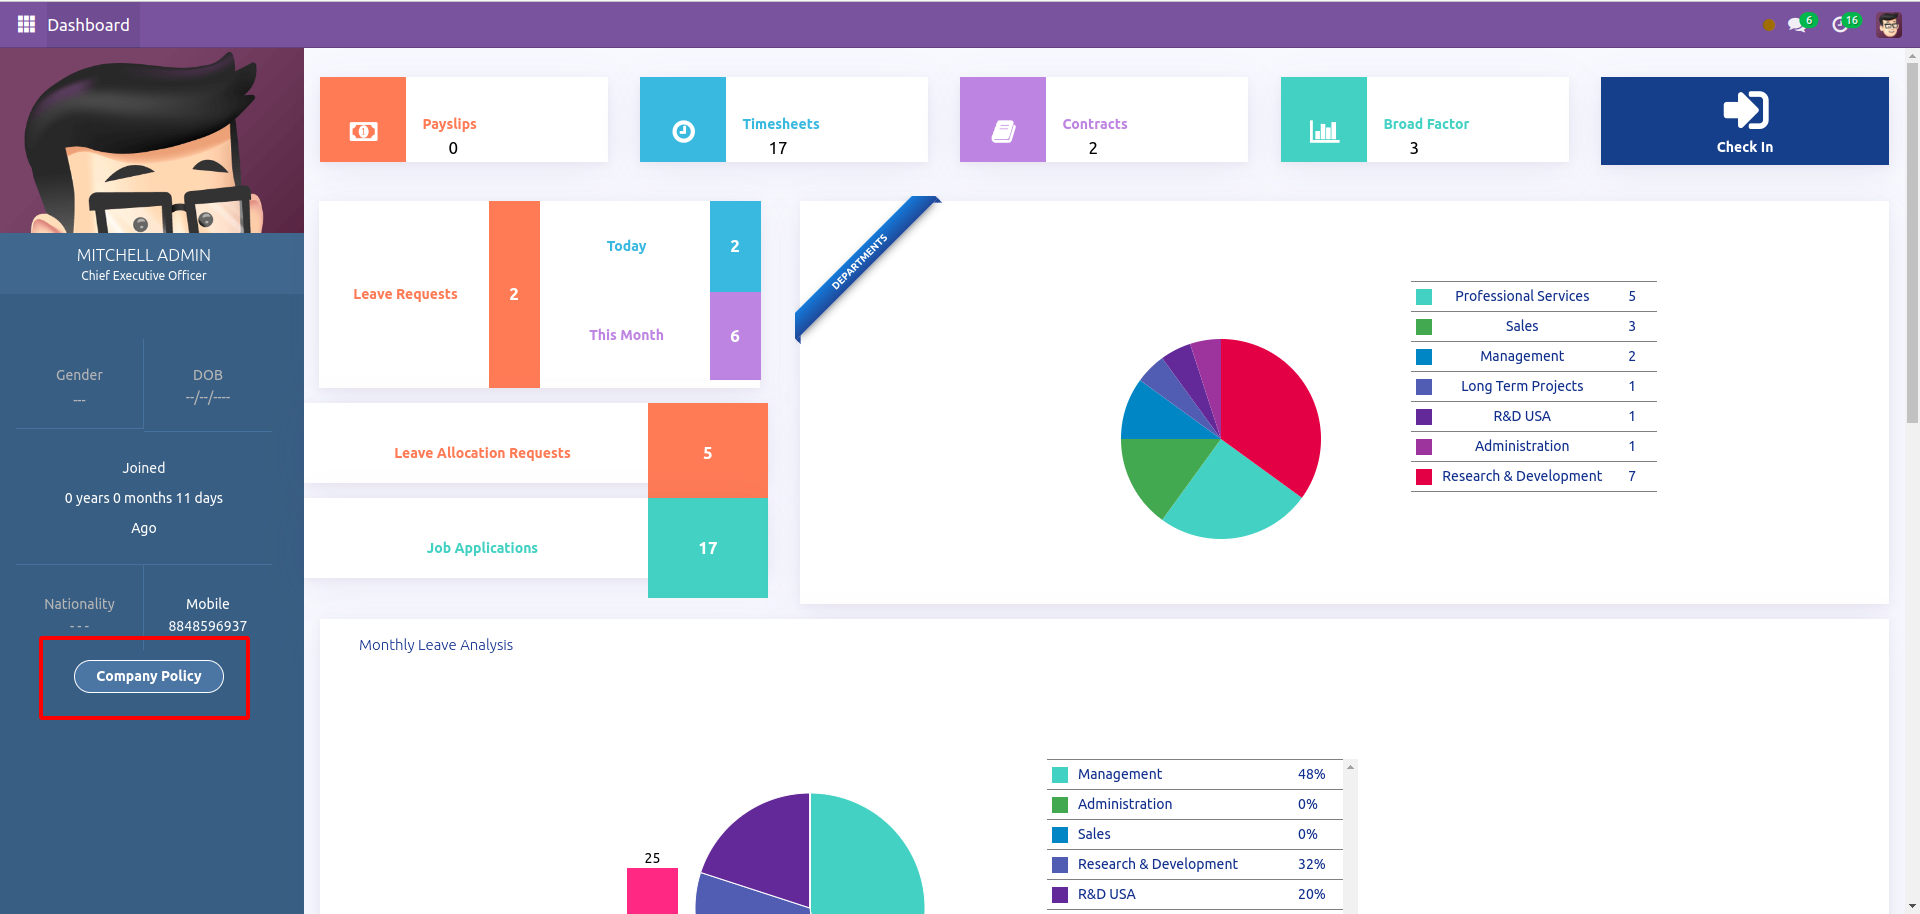 Dashboard
6
16
MITCHELL ADMIN
Chief Executive Officer
Gender
---
DOB
--/--/----
Joined
0 years 0 months 11 days
Ago
Nationality
- - -
Mobile
8848596937
Company Policy
Payslips
0
Timesheets
17
Contracts
2
Broad Factor
3
Check In
Leave Requests
2
Today
2
This Month
6
Leave Allocation Requests
5
Job Applications
17
DEPARTMENTS
Professional Services 5
Sales 3
Management 2
Long Term Projects 1
R&D USA 1
Administration 1
Research & Development 7
Monthly Leave Analysis
25
Management 48%
Administration 0%
Sales 0%
Research & Development 32%
R&D USA 20%